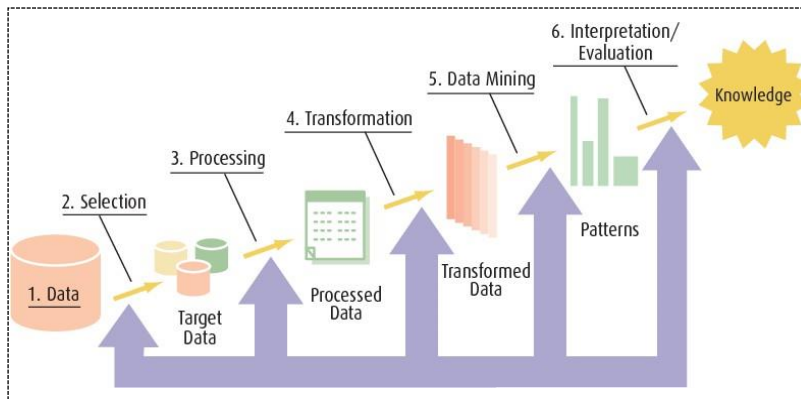 6. Interpretation/
Evaluation
Knowledge
5. Data Mining
4. Transformation
3. Processing
2. Selection
Patterns
Transformed
Data
1. Data
Processed
Data
Target
Data